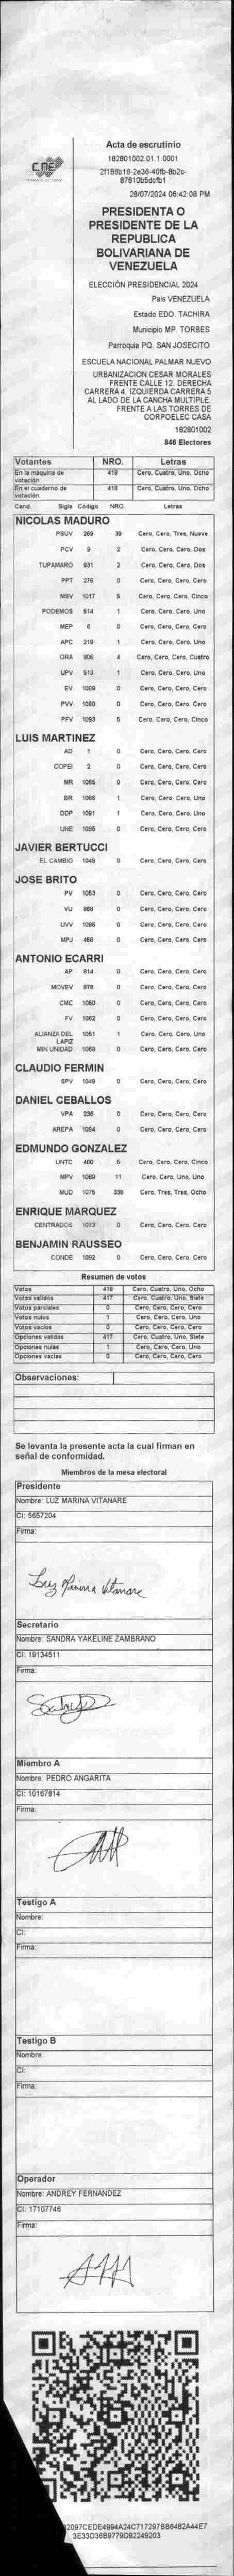 Acta de escrutinio
182801002.01.1.0001
28/07/2024 06:42:08 PM
PRESIDENTA O
PRESIDENTE DE LA
REPUBLICA
BOLIVARIANA DE
VENEZUELA
ELECCIÓN PRESIDENCIAL 2024
País VENEZUELA
Estado EDO. TACHIRA
Municipio MP. TORBES
Parroquia PQ. SAN JOSECITO
ESCUELA NACIONAL PALMAR NUEVO
URBANIZACION CESAR MORALES
FRENTE CALLE 12. DERECHA
CARRERA 4. IZQUIERDA CARRERA 5
AL LADO DE LA CANCHA MULTIPLE.
FRENTE A LAS TORRES DE
CORPOELEC CASA
182801002
846 Electores
CNE
Votantes NRO. Letras
En la máquina de votación 418 Cero, Cuatro, Uno, Ocho
En el cuaderno de votación 418 Cero, Cuatro, Uno, Ocho
Cand. Sigla Código NRO. Letras
NICOLAS MADURO
PSUV 269 39 Cero, Cero, Tres, Nueve
PCV 9 2 Cero, Cero, Cero, Dos
TUPAMARO 931 2 Cero, Cero, Cero, Dos
PPT 276 0 Cero, Cero, Cero, Cero
MSV 1017 5 Cero, Cero, Cero, Cinco
PODEMOS 514 1 Cero, Cero, Cero, Uno
MEP 6 0 Cero, Cero, Cero, Cero
APC 219 1 Cero, Cero, Cero, Uno
ORA 906 4 Cero, Cero, Cero, Cuatro
UPV 513 1 Cero, Cero, Cero, Uno
EV 1098 0 Cero, Cero, Cero, Cero
PVV 1090 0 Cero, Cero, Cero, Cero
PFV 1093 5 Cero, Cero, Cero, Cinco
LUIS MARTINEZ
AD 1 0 Cero, Cero, Cero, Cero
COPEI 2 0 Cero, Cero, Cero, Cero
MR 1065 0 Cero, Cero, Cero, Cero
BR 1066 1 Cero, Cero, Cero, Uno
DDP 1091 1 Cero, Cero, Cero, Uno
UNE 1095 0 Cero, Cero, Cero, Cero
JAVIER BERTUCCI
EL CAMBIO 1048 0 Cero, Cero, Cero, Cero
JOSE BRITO
PV 1053 0 Cero, Cero, Cero, Cero
VU 868 0 Cero, Cero, Cero, Cero
UVV 1096 0 Cero, Cero, Cero, Cero
MPJ 458 0 Cero, Cero, Cero, Cero
ANTONIO ECARRI
AP 814 0 Cero, Cero, Cero, Cero
MOVEV 978 0 Cero, Cero, Cero, Cero
CMC 1050 0 Cero, Cero, Cero, Cero
FV 1062 0 Cero, Cero, Cero, Cero
ALIANZA DEL LAPIZ 1051 1 Cero, Cero, Cero, Uno
MIN UNIDAD 1068 0 Cero, Cero, Cero, Cero
CLAUDIO FERMIN
SPV 1049 0 Cero, Cero, Cero, Cero
DANIEL CEBALLOS
VPA 236 0 Cero, Cero, Cero, Cero
AREPA 1094 0 Cero, Cero, Cero, Cero
EDMUNDO GONZALEZ
UNTC 460 5 Cero, Cero, Cero, Cinco
MPV 1069 11 Cero, Cero, Uno, Uno
MUD 1075 338 Cero, Tres, Tres, Ocho
ENRIQUE MARQUEZ
CENTRADOS 1073 0 Cero, Cero, Cero, Cero
BENJAMIN RAUSSEO
CONDE 1092 0 Cero, Cero, Cero, Cero
Resumen de votos
Votos 418 Cero, Cuatro, Uno, Ocho
Votos válidos 417 Cero, Cuatro, Uno, Siete
Votos parciales 0 Cero, Cero, Cero, Cero
Votos nulos 1 Cero, Cero, Cero, Uno
Votos vacíos 0 Cero, Cero, Cero, Cero
Opciones válidas 417 Cero, Cuatro, Uno, Siete
Opciones nulas 1 Cero, Cero, Cero, Uno
Opciones vacías 0 Cero, Cero, Cero, Cero
Observaciones:
Se levanta la presente acta la cual firman en
señal de conformidad.
Miembros de la mesa electoral
Presidente
Nombre: LUZ MARINA VITANARE
CI: 5657204
Firma:
Luz Marina Vitanare
Secretario
Nombre: SANDRA YAKELINE ZAMBRANO
CI: 19134511
Firma:
Miembro A
Nombre: PEDRO ANGARITA
CI: 10167814
Firma:
Testigo A
Nombre:
CI:
Firma:
Testigo B
Nombre:
CI:
Firma:
Operador
Nombre: ANDREY FERNANDEZ
CI: 17107746
Firma:
2097CEDE4994A24C717297BB6482A44E7
3E33D36B9779D92249203